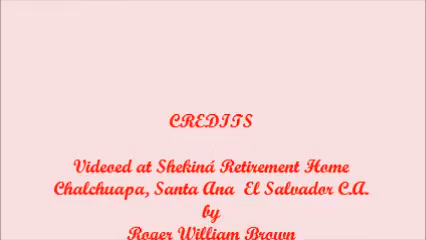 CREDITS
Videoed at Shekiná Retirement Home
Chalchuapa, Santa Ana El Salvador C.A.
by
Roger William Brown